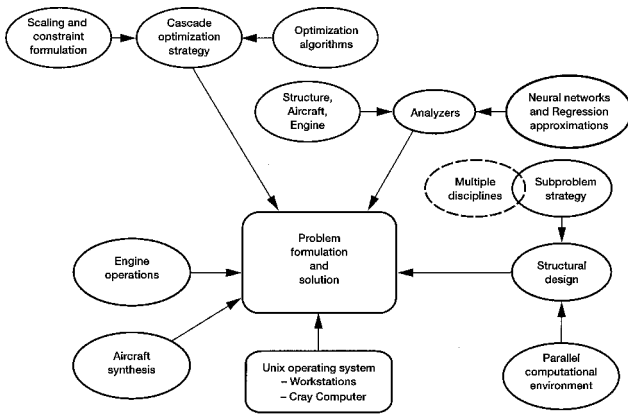 Scaling and
constraint
formulation
Cascade
optimization
strategy
Optimization
algorithms
Structure,
Aircraft,
Engine
Analyzers
Neural networks
and Regression
approximations
Multiple
disciplines
Subproblem
strategy
Problem
formulation
and
solution
Engine
operations
Structural
design
Aircraft
synthesis
Unix operating system
– Workstations
– Cray Computer
Parallel
computational
environment